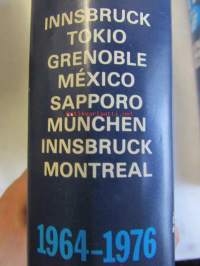 INNSBRUCK
TOKIO
GRENOBLE
MÉXICO
SAPPORO
MÜNCHEN
INNSBRUCK
MONTREAL
1964–1976